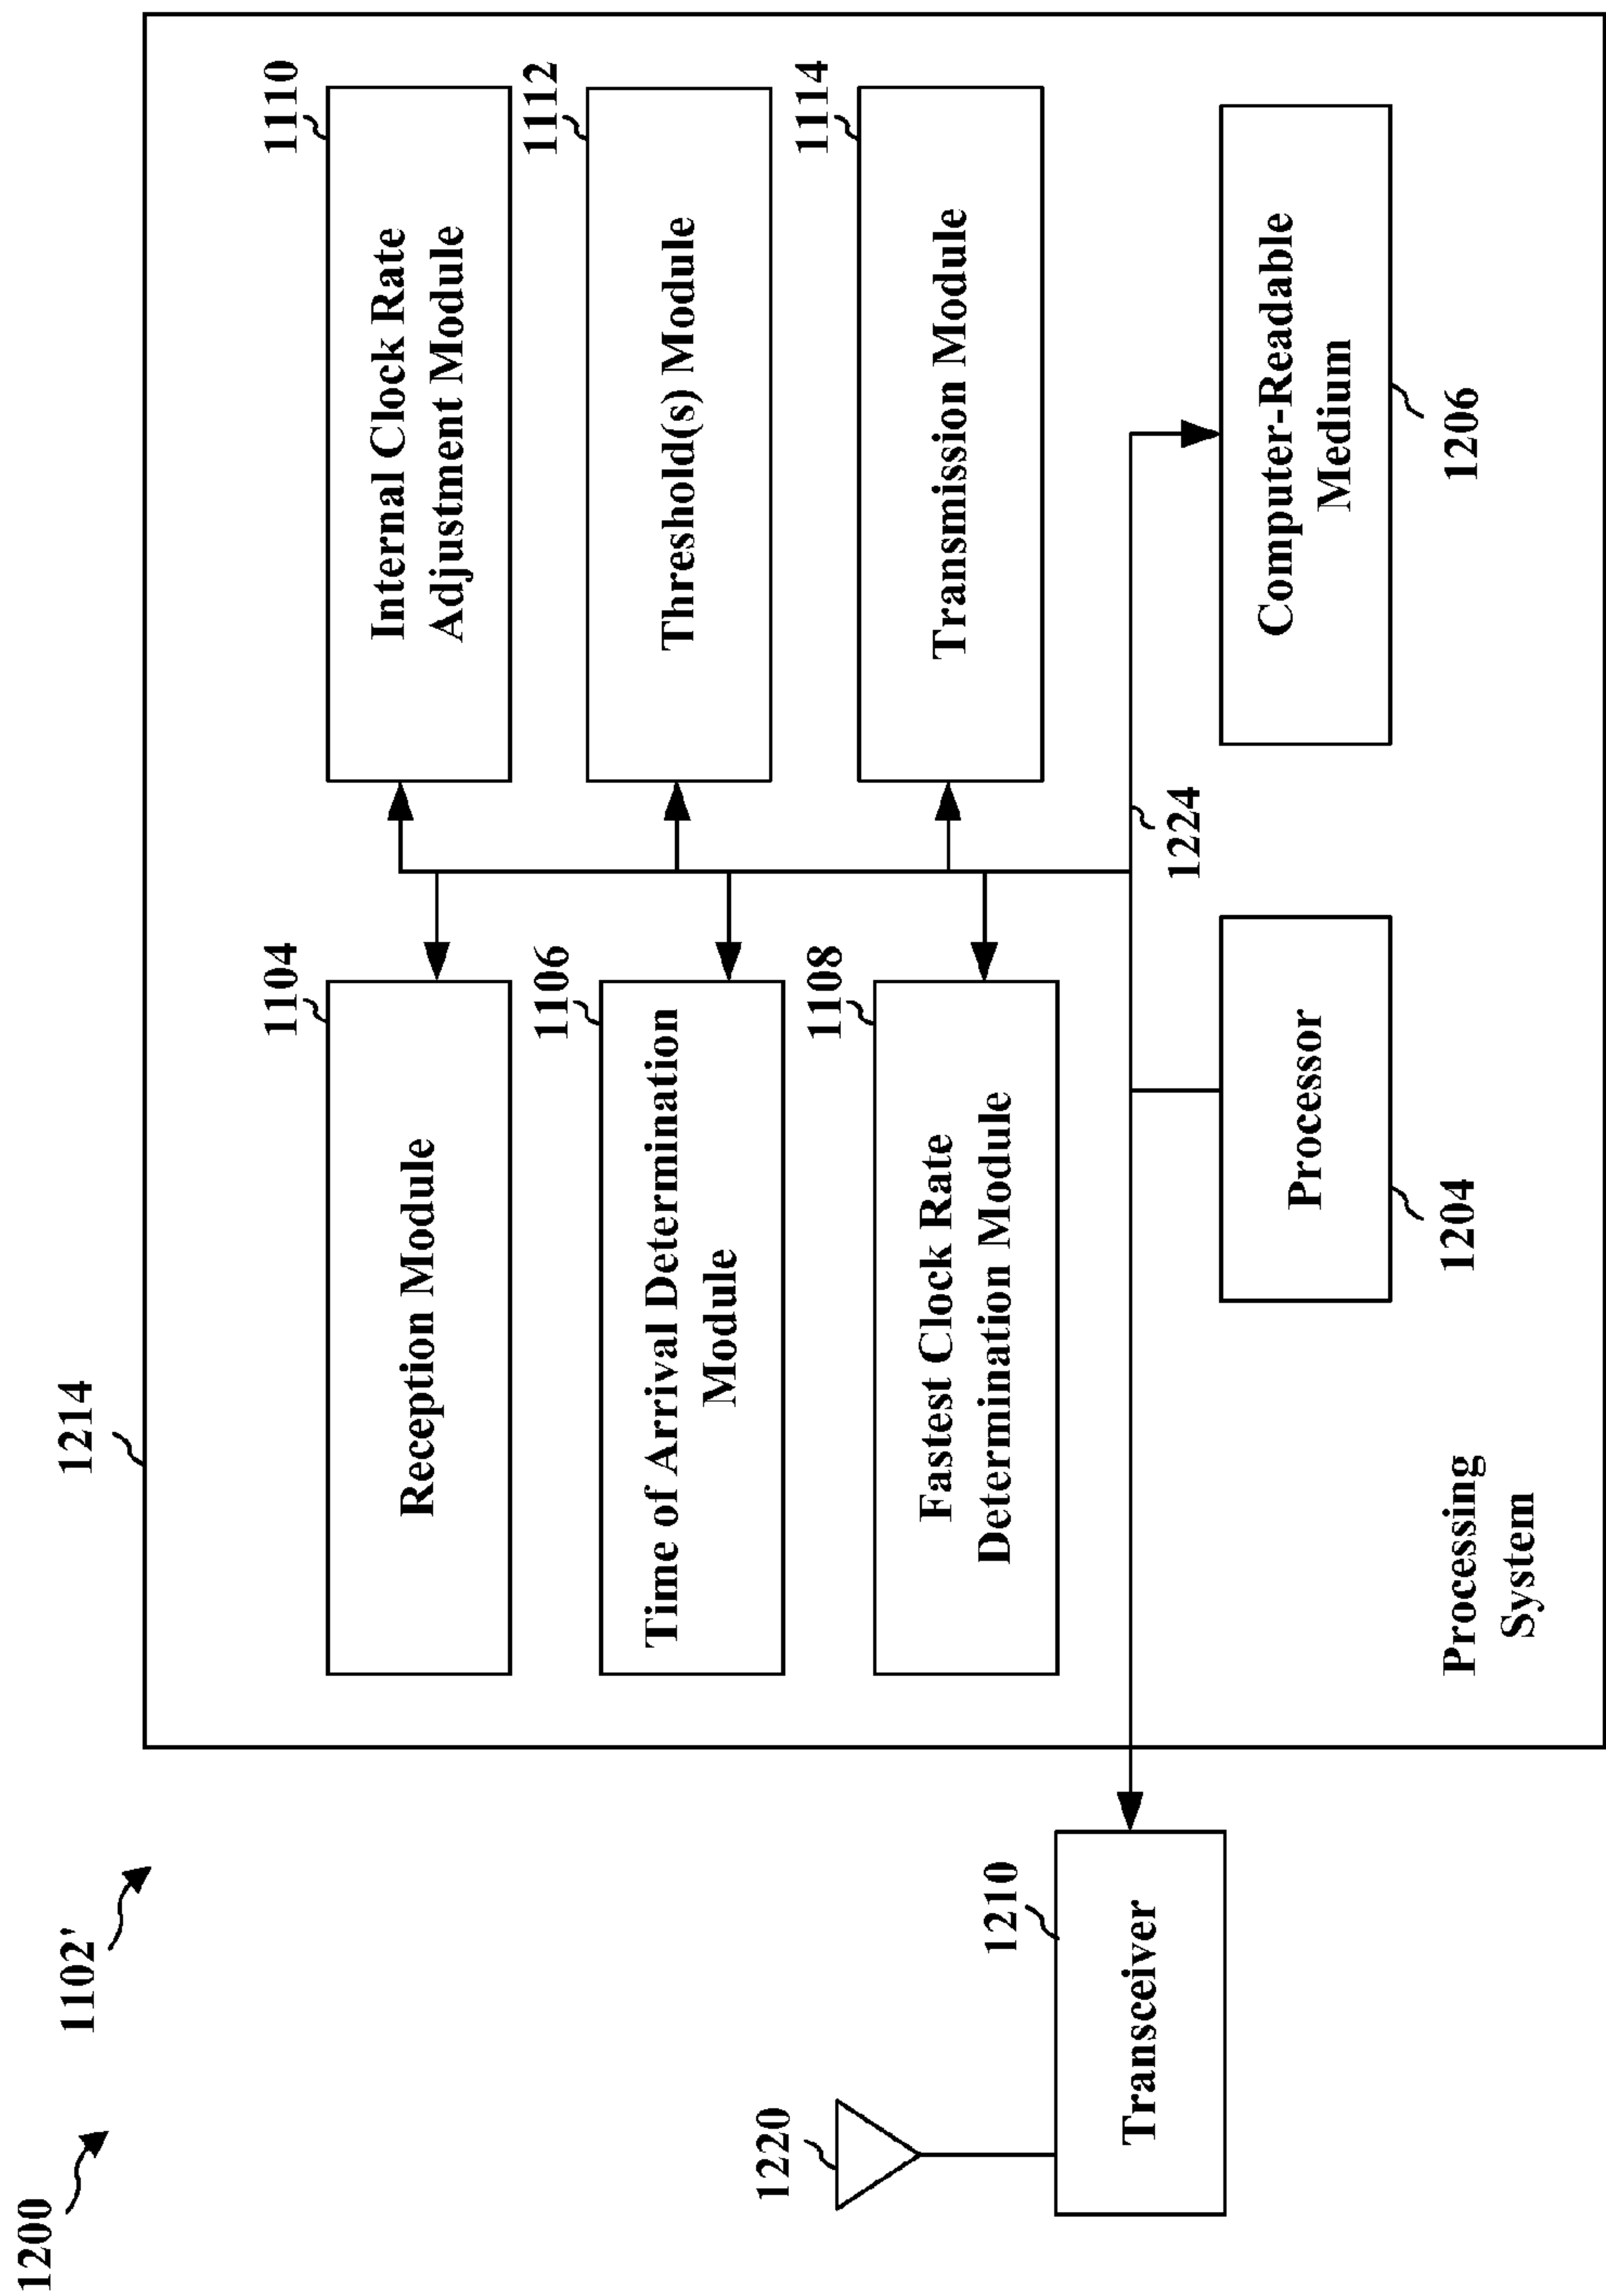 1200
1102'
1214
1104
Reception Module
1110
Internal Clock Rate
Adjustment Module
1106
Time of Arrival Determination
Module
1112
Threshold(s) Module
1108
Fastest Clock Rate
Determination Module
1114
Transmission Module
1220
1210
Transceiver
1224
Processor
1204
Computer-Readable
Medium
1206
Processing
System